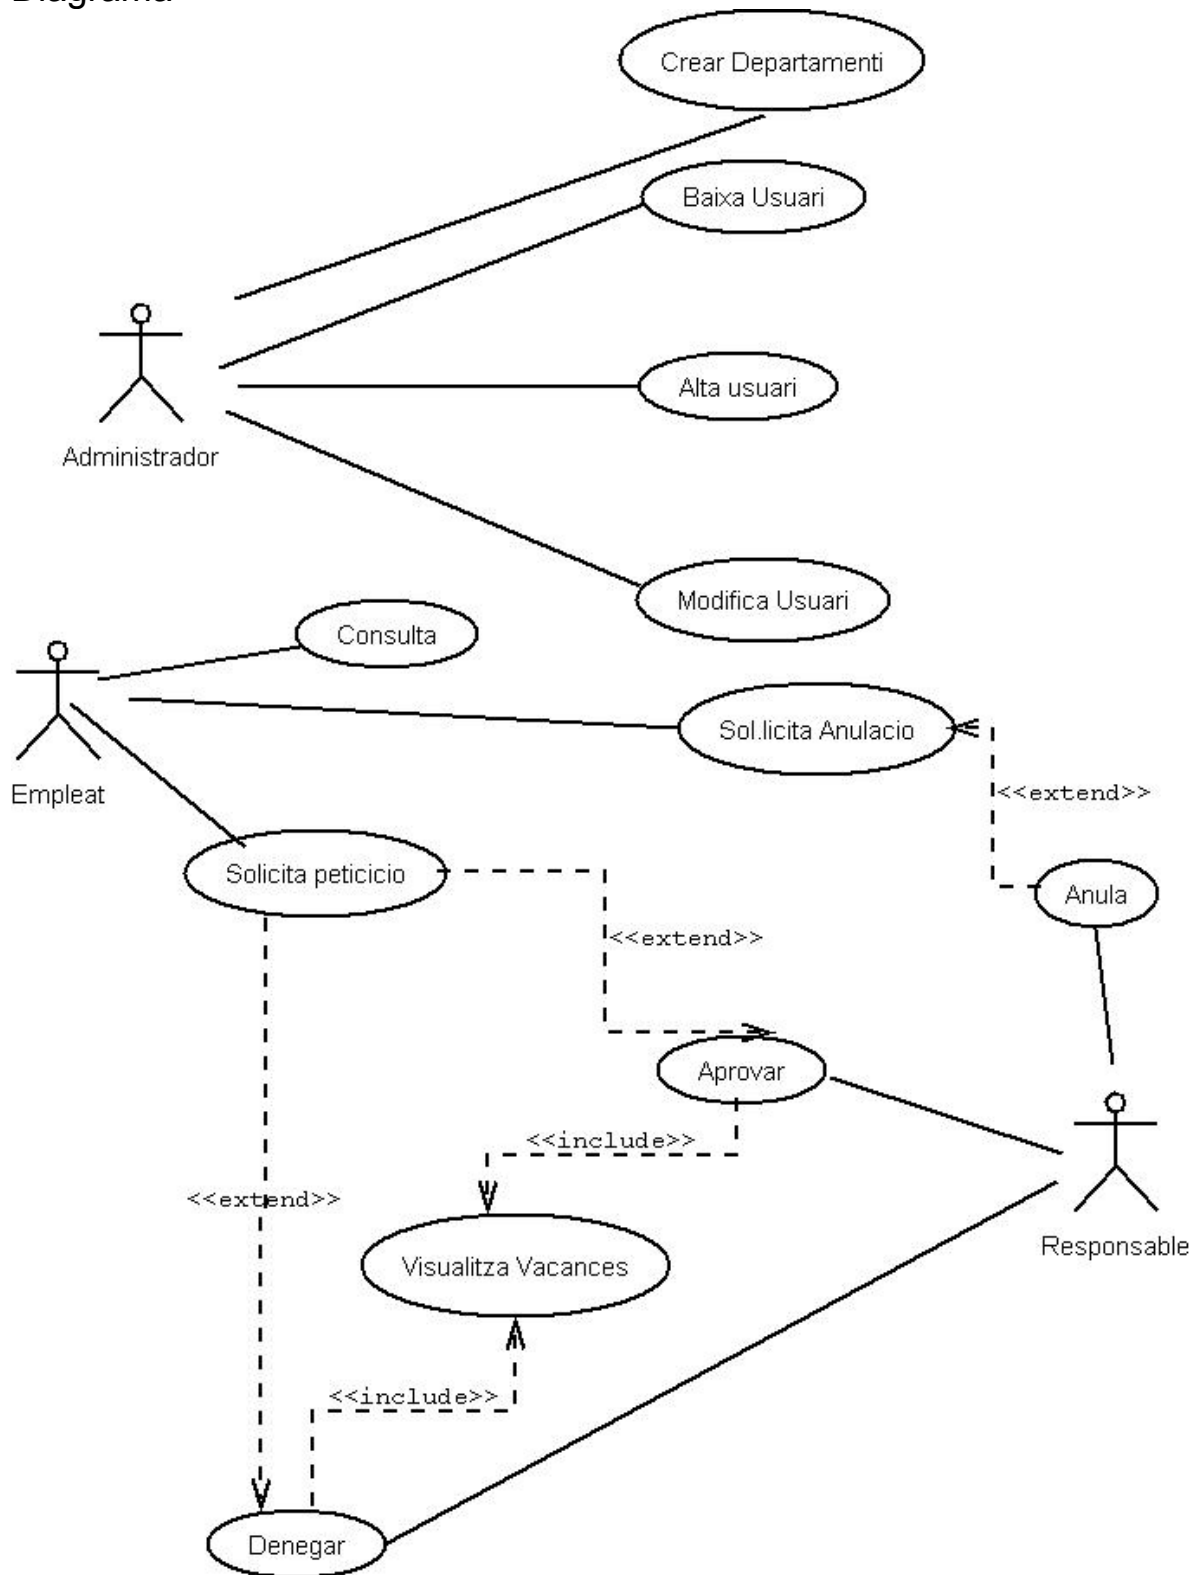 Diagrama
Crear Departamenti
Baixa Usuari
Alta usuari
Administrador
Modifica Usuari
Consulta
Sol.licita Anulacio
Empleat
<<extend>>
Solicita peticicio
Anula
<<extend>>
Aprovar
<<include>>
<<extend>>
Responsable
Visualitza Vacances
<<include>>
Denegar